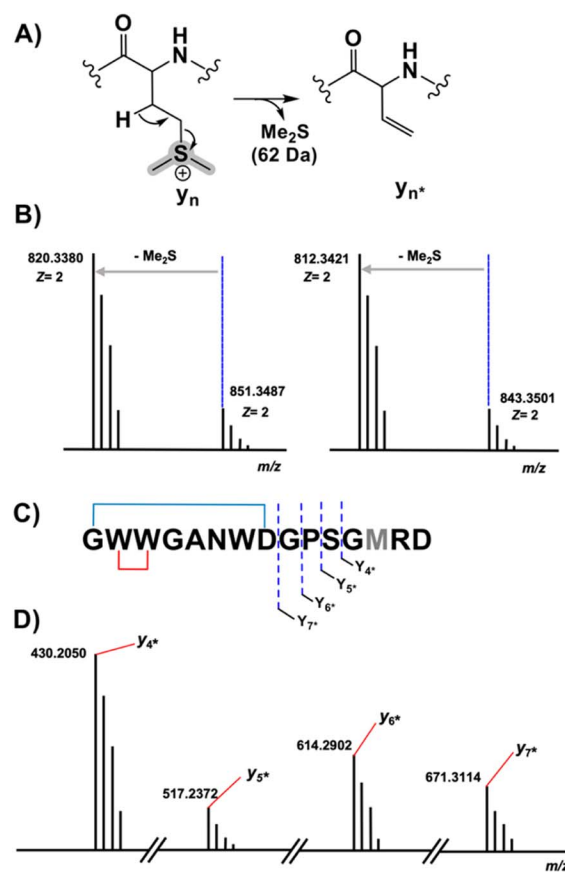 A)
O H N
O H N
H
S
⊕
Me₂S
(62 Da)
yₙ
yₙ*
B)
820.3380
Z= 2
- Me₂S
851.3487
Z= 2
m/z
812.3421
Z= 2
- Me₂S
843.3501
Z= 2
m/z
C)
GWWGANWDGPSGMRD
Y₄*
Y₅*
Y₆*
Y₇*
D)
430.2050
y₄*
517.2372
y₅*
614.2902
y₆*
671.3114
y₇*
m/z